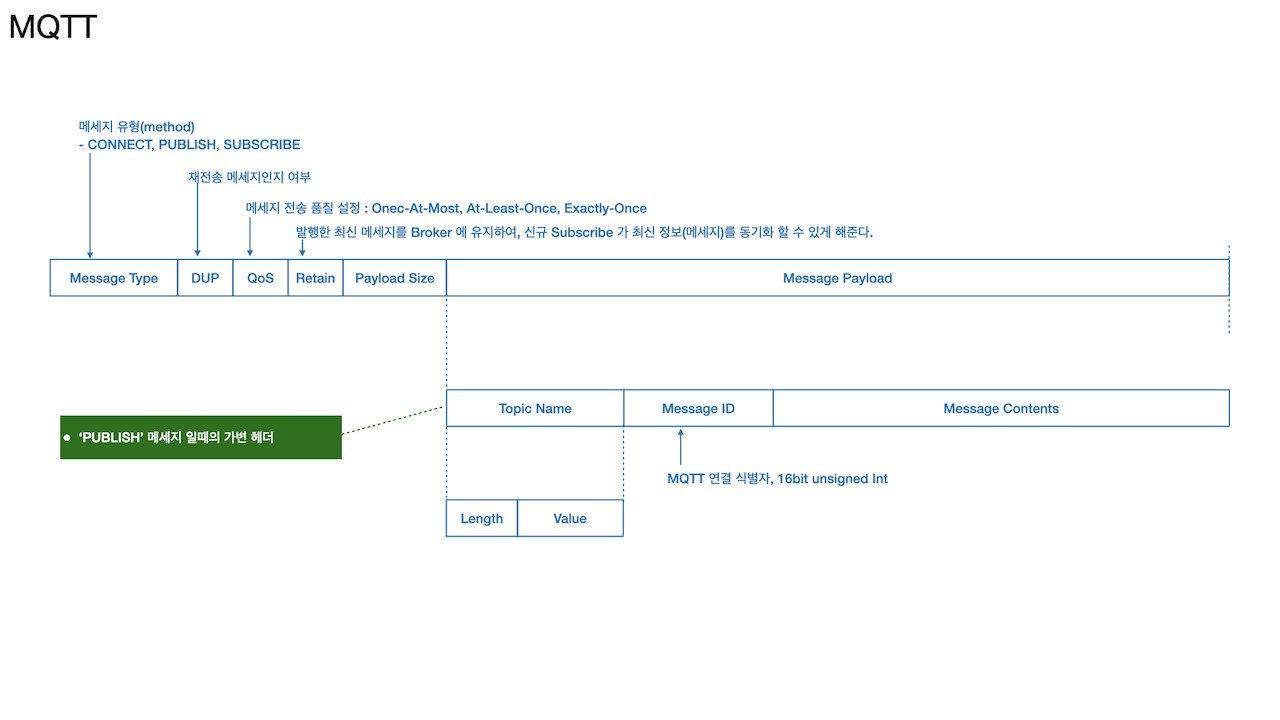 MQTT
메세지 유형(method)
- CONNECT, PUBLISH, SUBSCRIBE
재전송 메세지인지 여부
메세지 전송 품질 설정 : Onec-At-Most, At-Least-Once, Exactly-Once
발행한 최신 메세지를 Broker 에 유지하여, 신규 Subscribe 가 최신 정보(메세지)를 동기화 할 수 있게 해준다.
Message Type DUP QoS Retain Payload Size Message Payload
Topic Name Message ID Message Contents
• ‘PUBLISH’ 메세지 일때의 가변 헤더
MQTT 연결 식별자, 16bit unsigned Int
Length Value